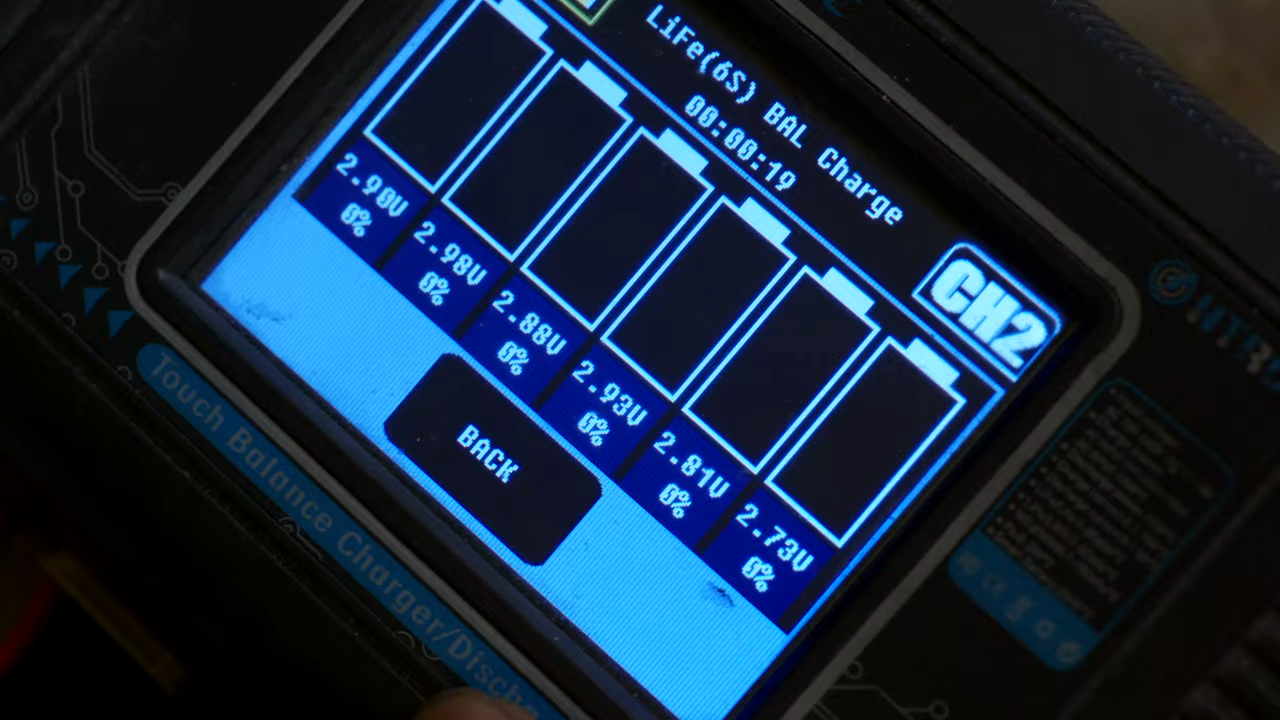 LiFe(6S) BAL Charge
00:00:19
CH2
2.90V
0%
2.98V
0%
2.88V
0%
2.93V
0%
2.81V
0%
2.73V
0%
BACK
Touch Balance Charger/Discha